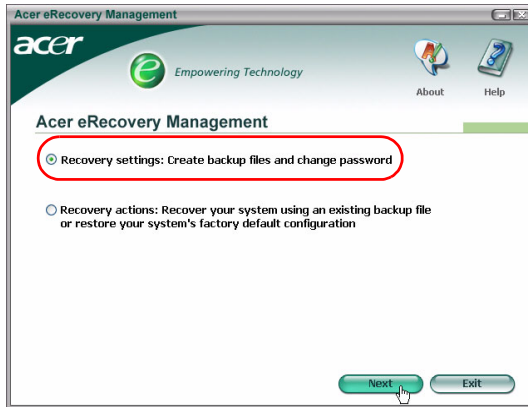 Acer eRecovery Management
acer
e
Empowering Technology
About
Help
Acer eRecovery Management
Recovery settings: Create backup files and change password
Recovery actions: Recover your system using an existing backup file
or restore your system's factory default configuration
Next
Exit